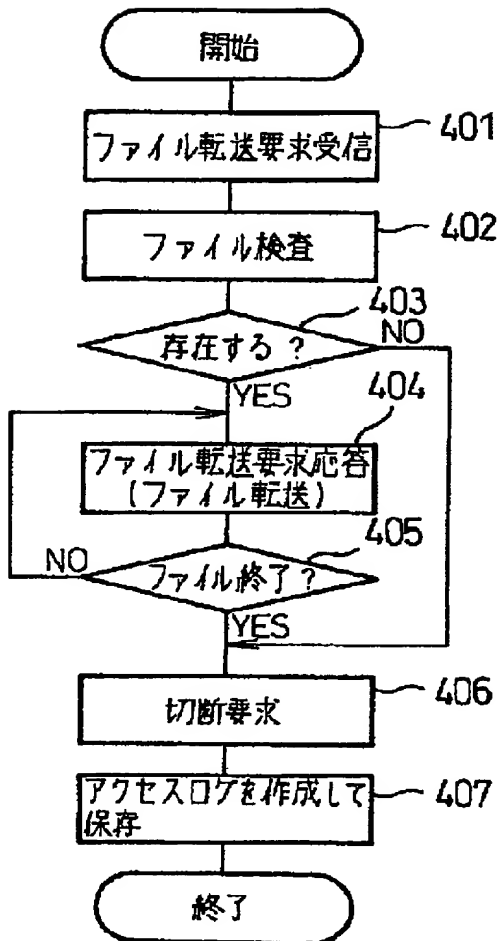 開始
ファイル転送要求受信
401
ファイル検査
402
403
存在する?
NO
YES
404
ファイル転送要求応答
(ファイル転送)
405
NO
ファイル終了?
YES
切断要求
406
アクセスログを作成して
保存
407
終了